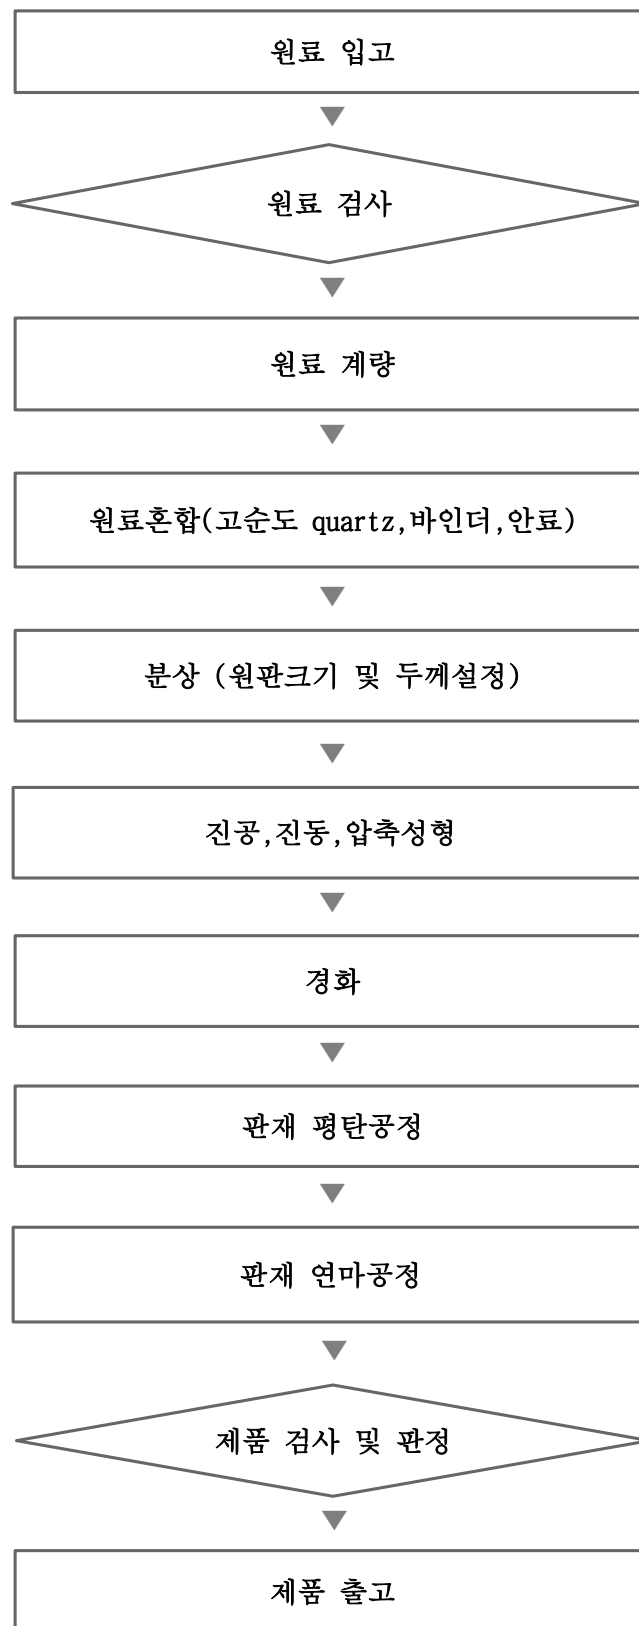 원료 입고
원료 검사
원료 계량
원료혼합(고순도 quartz,바인더,안료)
분상 (원판크기 및 두께설정)
진공,진동,압축성형
경화
판재 평탄공정
판재 연마공정
제품 검사 및 판정
제품 출고